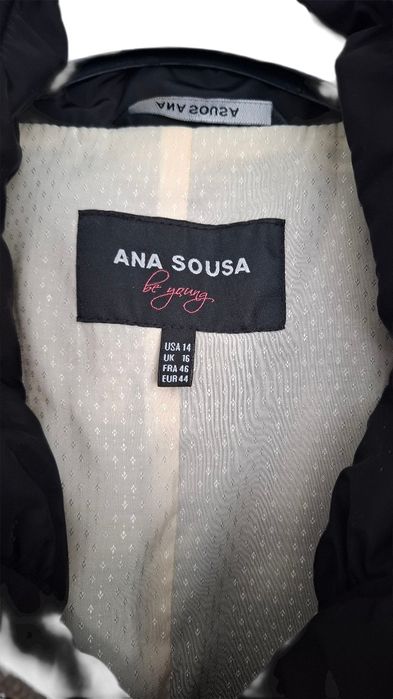 ANA SOUSA
ANA SOUSA
be young
USA 14
UK 16
FRA 46
EUR 44